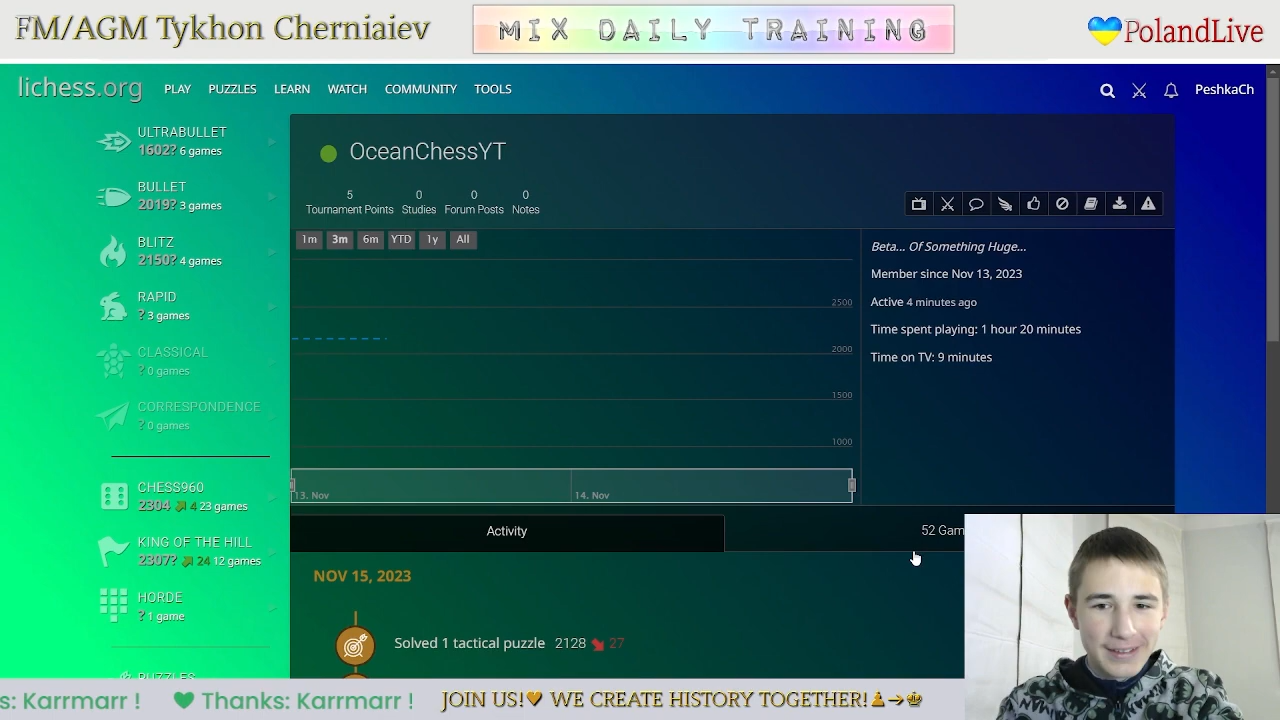 FM/AGM Tykhon Cherniaiev
MIX DAILY TRAINING
PolandLive
lichess.org PLAY PUZZLES LEARN WATCH COMMUNITY TOOLS
PeshkaCh
ULTRABULLET
1602? 6 games
BULLET
2019? 3 games
BLITZ
2150? 4 games
RAPID
? 3 games
CLASSICAL
? 0 games
CORRESPONDENCE
? 0 games
CHESS960
2304 4 23 games
KING OF THE HILL
2307? 24 12 games
HORDE
? 1 game
PUZZLES
OceanChessYT
5 0 0 0
Tournament Points Studies Forum Posts Notes
1m 3m 6m YTD 1y All
2500
2000
1500
1000
13. Nov 14. Nov
Beta... Of Something Huge...
Member since Nov 13, 2023
Active 4 minutes ago
Time spent playing: 1 hour 20 minutes
Time on TV: 9 minutes
Activity
52 Gam
NOV 15, 2023
Solved 1 tactical puzzle 2128 27
s: Karrmarr ! Thanks: Karrmarr !
JOIN US! WE CREATE HISTORY TOGETHER!